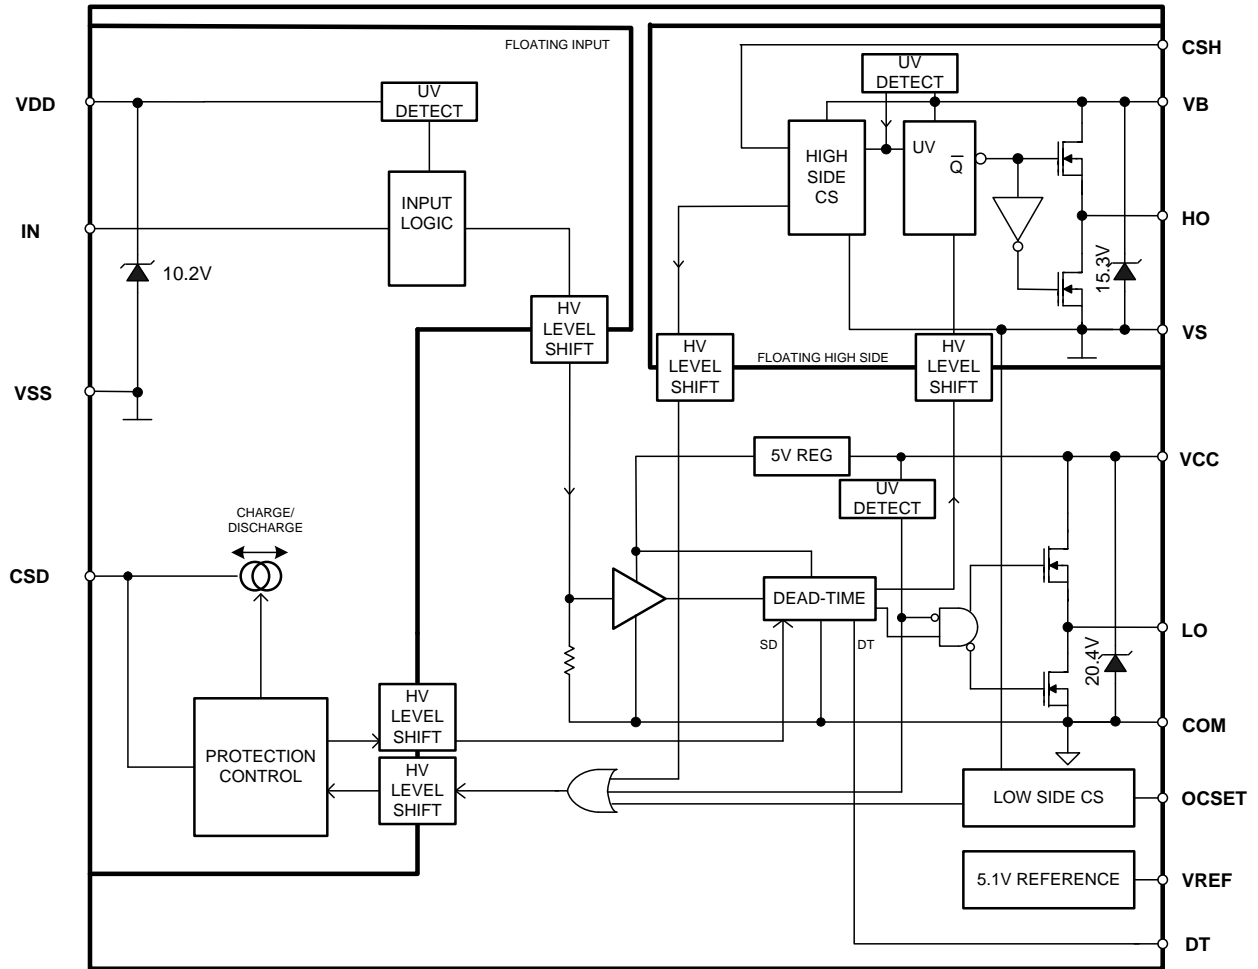 FLOATING INPUT
CSH
UV
DETECT
VDD
UV
DETECT
VB
HIGH
SIDE
CS
UV
Q̅
INPUT
LOGIC
IN
HO
10.2V
15.3V
HV
LEVEL
SHIFT
VS
HV
LEVEL
SHIFT
FLOATING HIGH SIDE
HV
LEVEL
SHIFT
VSS
5V REG
VCC
UV
DETECT
CHARGE/
DISCHARGE
CSD
DEAD-TIME
LO
SD
DT
20.4V
HV
LEVEL
SHIFT
COM
PROTECTION
CONTROL
HV
LEVEL
SHIFT
LOW SIDE CS
OCSET
5.1V REFERENCE
VREF
DT